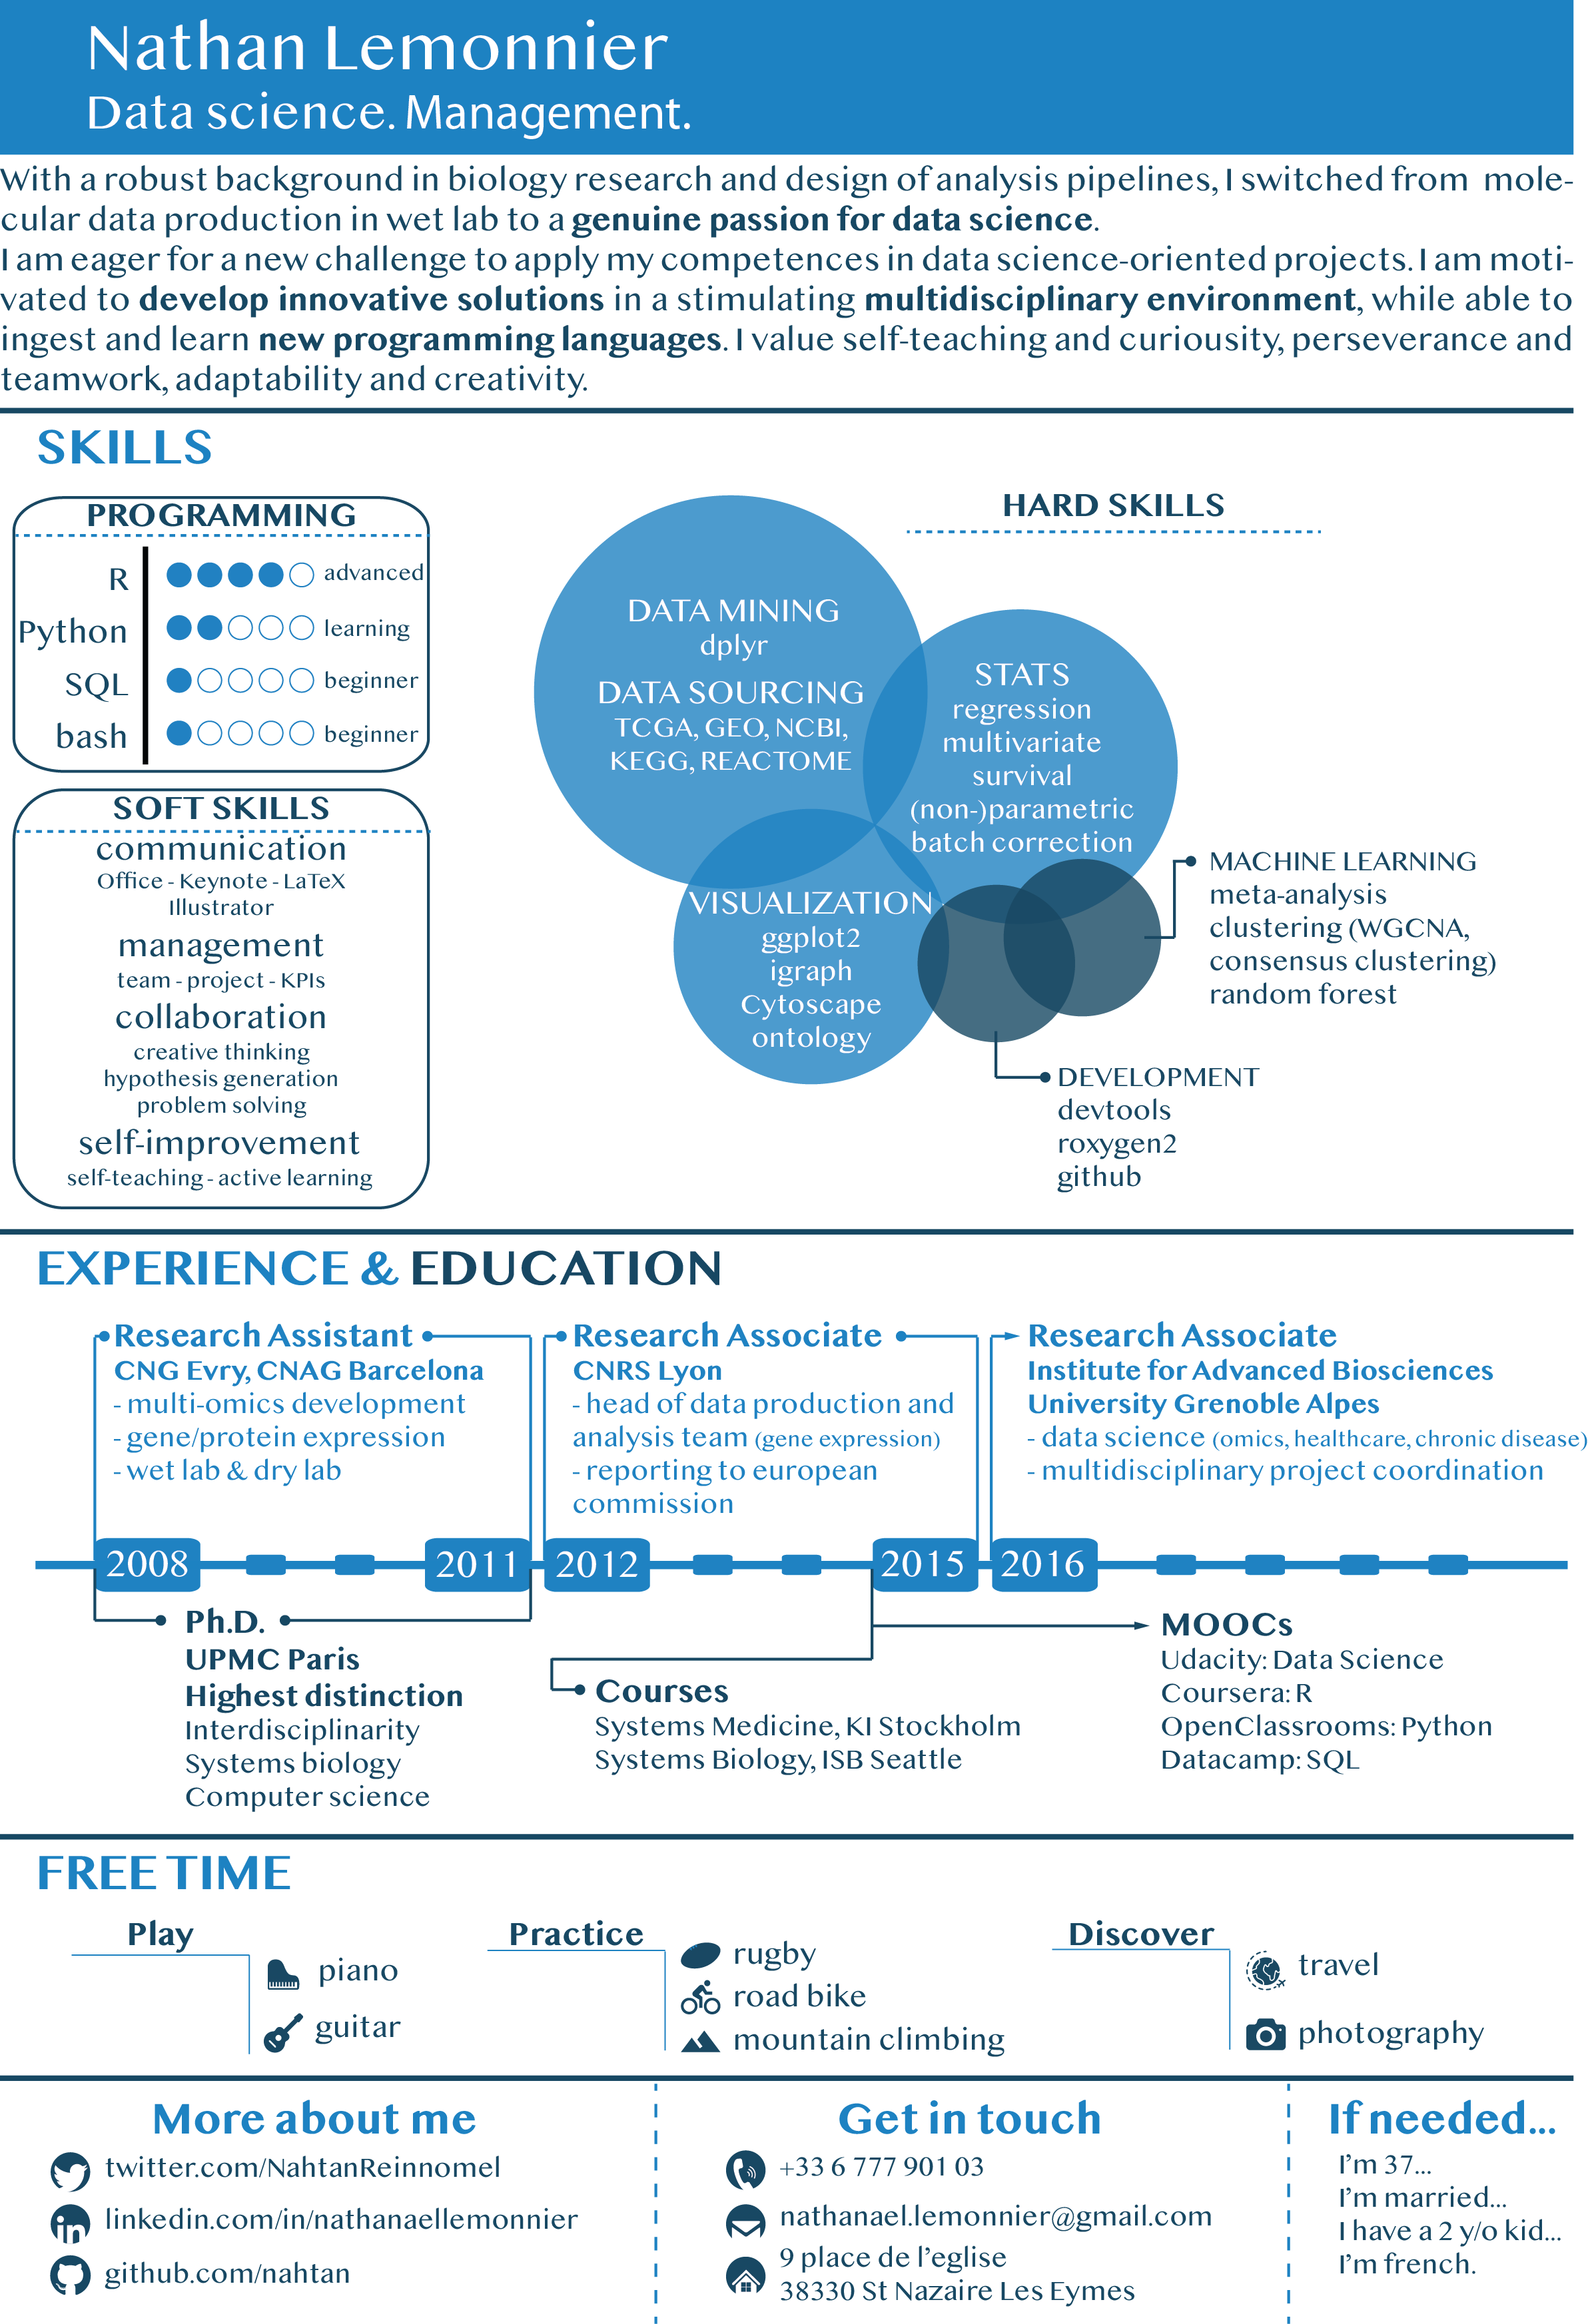 Nathan Lemonnier
Data science. Management.
With a robust background in biology research and design of analysis pipelines, I switched from mole-
cular data production in wet lab to a genuine passion for data science.
I am eager for a new challenge to apply my competences in data science-oriented projects. I am moti-
vated to develop innovative solutions in a stimulating multidisciplinary environment, while able to
ingest and learn new programming languages. I value self-teaching and curiousity, perseverance and
teamwork, adaptability and creativity.
SKILLS
PROGRAMMING
R advanced
Python learning
SQL beginner
bash beginner
SOFT SKILLS
communication
Office - Keynote - LaTeX
Illustrator
management
team - project - KPIs
collaboration
creative thinking
hypothesis generation
problem solving
self-improvement
self-teaching - active learning
HARD SKILLS
DATA MINING
dplyr
DATA SOURCING
TCGA, GEO, NCBI,
KEGG, REACTOME
STATS
regression
multivariate
survival
(non-)parametric
batch correction
VISUALIZATION
ggplot2
igraph
Cytoscape
ontology
MACHINE LEARNING
meta-analysis
clustering (WGCNA,
consensus clustering)
random forest
DEVELOPMENT
devtools
roxygen2
github
EXPERIENCE & EDUCATION
Research Assistant
CNG Evry, CNAG Barcelona
- multi-omics development
- gene/protein expression
- wet lab & dry lab
Research Associate
CNRS Lyon
- head of data production and
analysis team (gene expression)
- reporting to european
commission
Research Associate
Institute for Advanced Biosciences
University Grenoble Alpes
- data science (omics, healthcare, chronic disease)
- multidisciplinary project coordination
2008 2011 2012 2015 2016
Ph.D.
UPMC Paris
Highest distinction
Interdisciplinarity
Systems biology
Computer science
Courses
Systems Medicine, KI Stockholm
Systems Biology, ISB Seattle
MOOCs
Udacity: Data Science
Coursera: R
OpenClassrooms: Python
Datacamp: SQL
FREE TIME
Play
piano
guitar
Practice
rugby
road bike
mountain climbing
Discover
travel
photography
More about me
twitter.com/NahtanReinnomel
linkedin.com/in/nathanaellemonnier
github.com/nahtan
Get in touch
+33 6 777 901 03
nathanael.lemonnier@gmail.com
9 place de l'eglise
38330 St Nazaire Les Eymes
If needed...
I'm 37...
I'm married...
I have a 2 y/o kid...
I'm french.